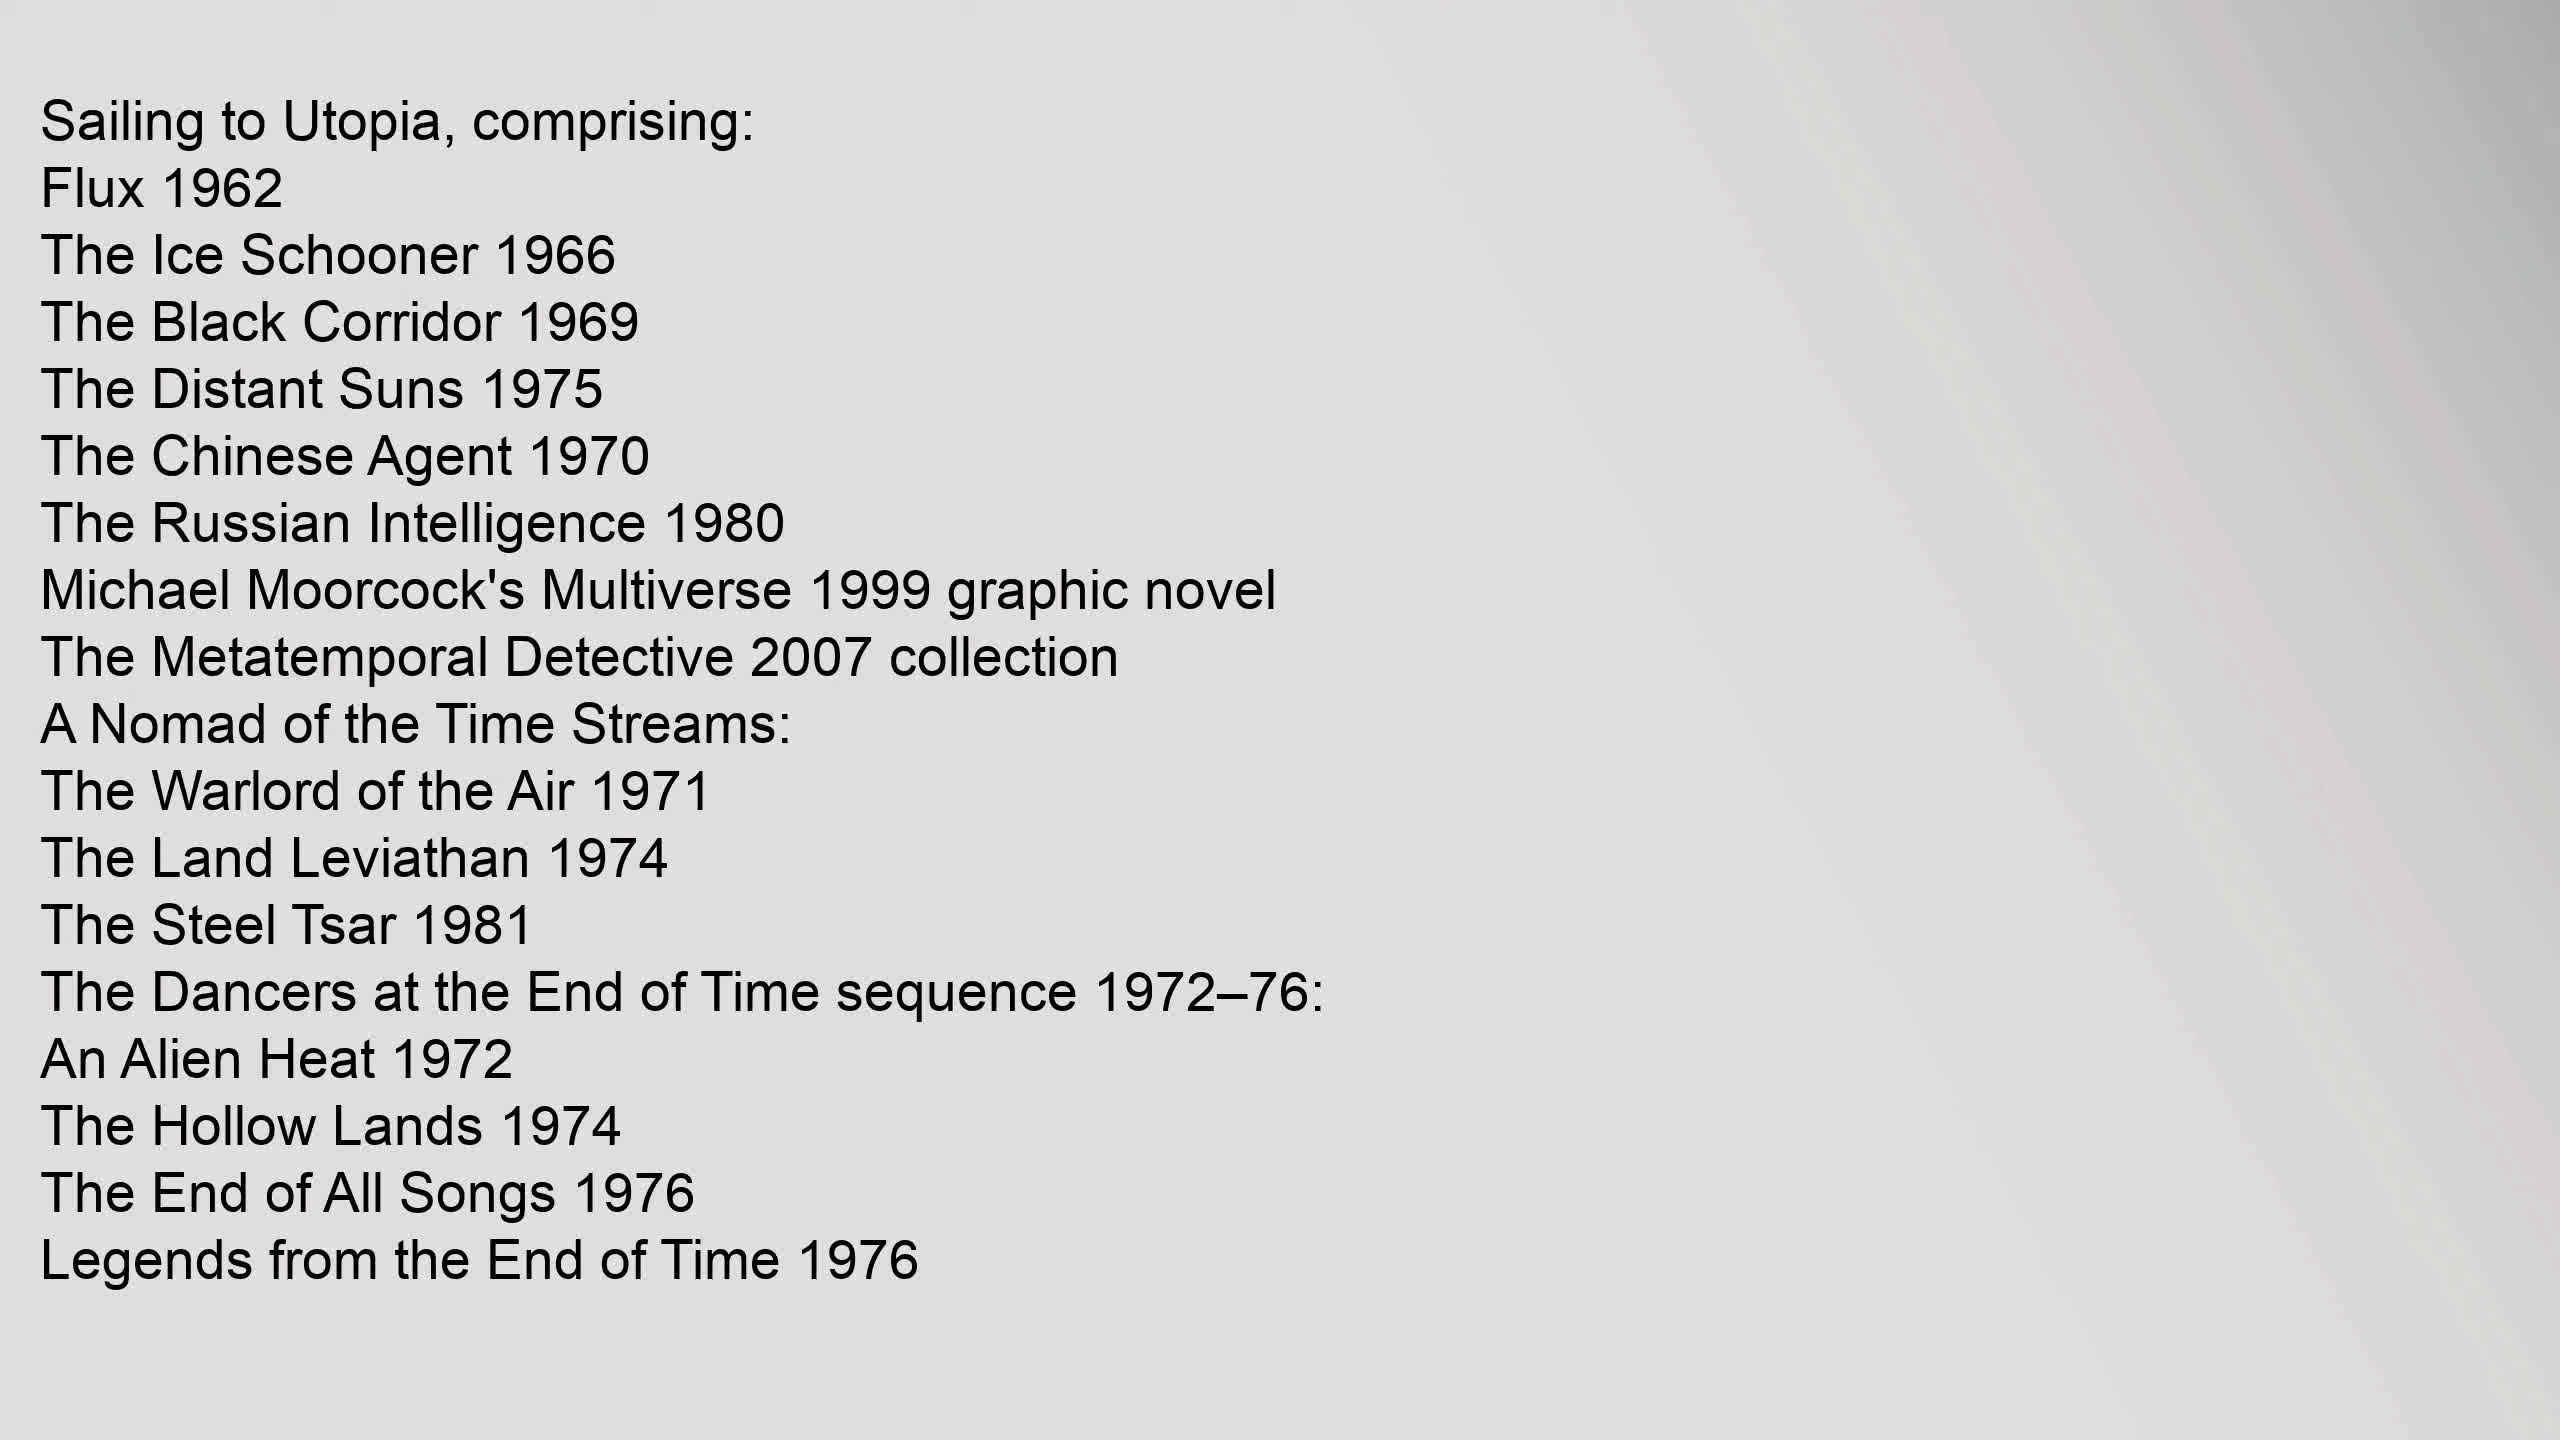 Sailing to Utopia, comprising:
Flux 1962
The Ice Schooner 1966
The Black Corridor 1969
The Distant Suns 1975
The Chinese Agent 1970
The Russian Intelligence 1980
Michael Moorcock's Multiverse 1999 graphic novel
The Metatemporal Detective 2007 collection
A Nomad of the Time Streams:
The Warlord of the Air 1971
The Land Leviathan 1974
The Steel Tsar 1981
The Dancers at the End of Time sequence 1972–76:
An Alien Heat 1972
The Hollow Lands 1974
The End of All Songs 1976
Legends from the End of Time 1976